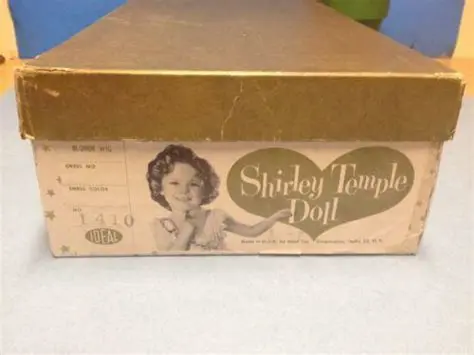 BLONDE WIG
DRESS NO
DRESS COLOR
NO
1410
IDEAL
Shirley Temple
Doll